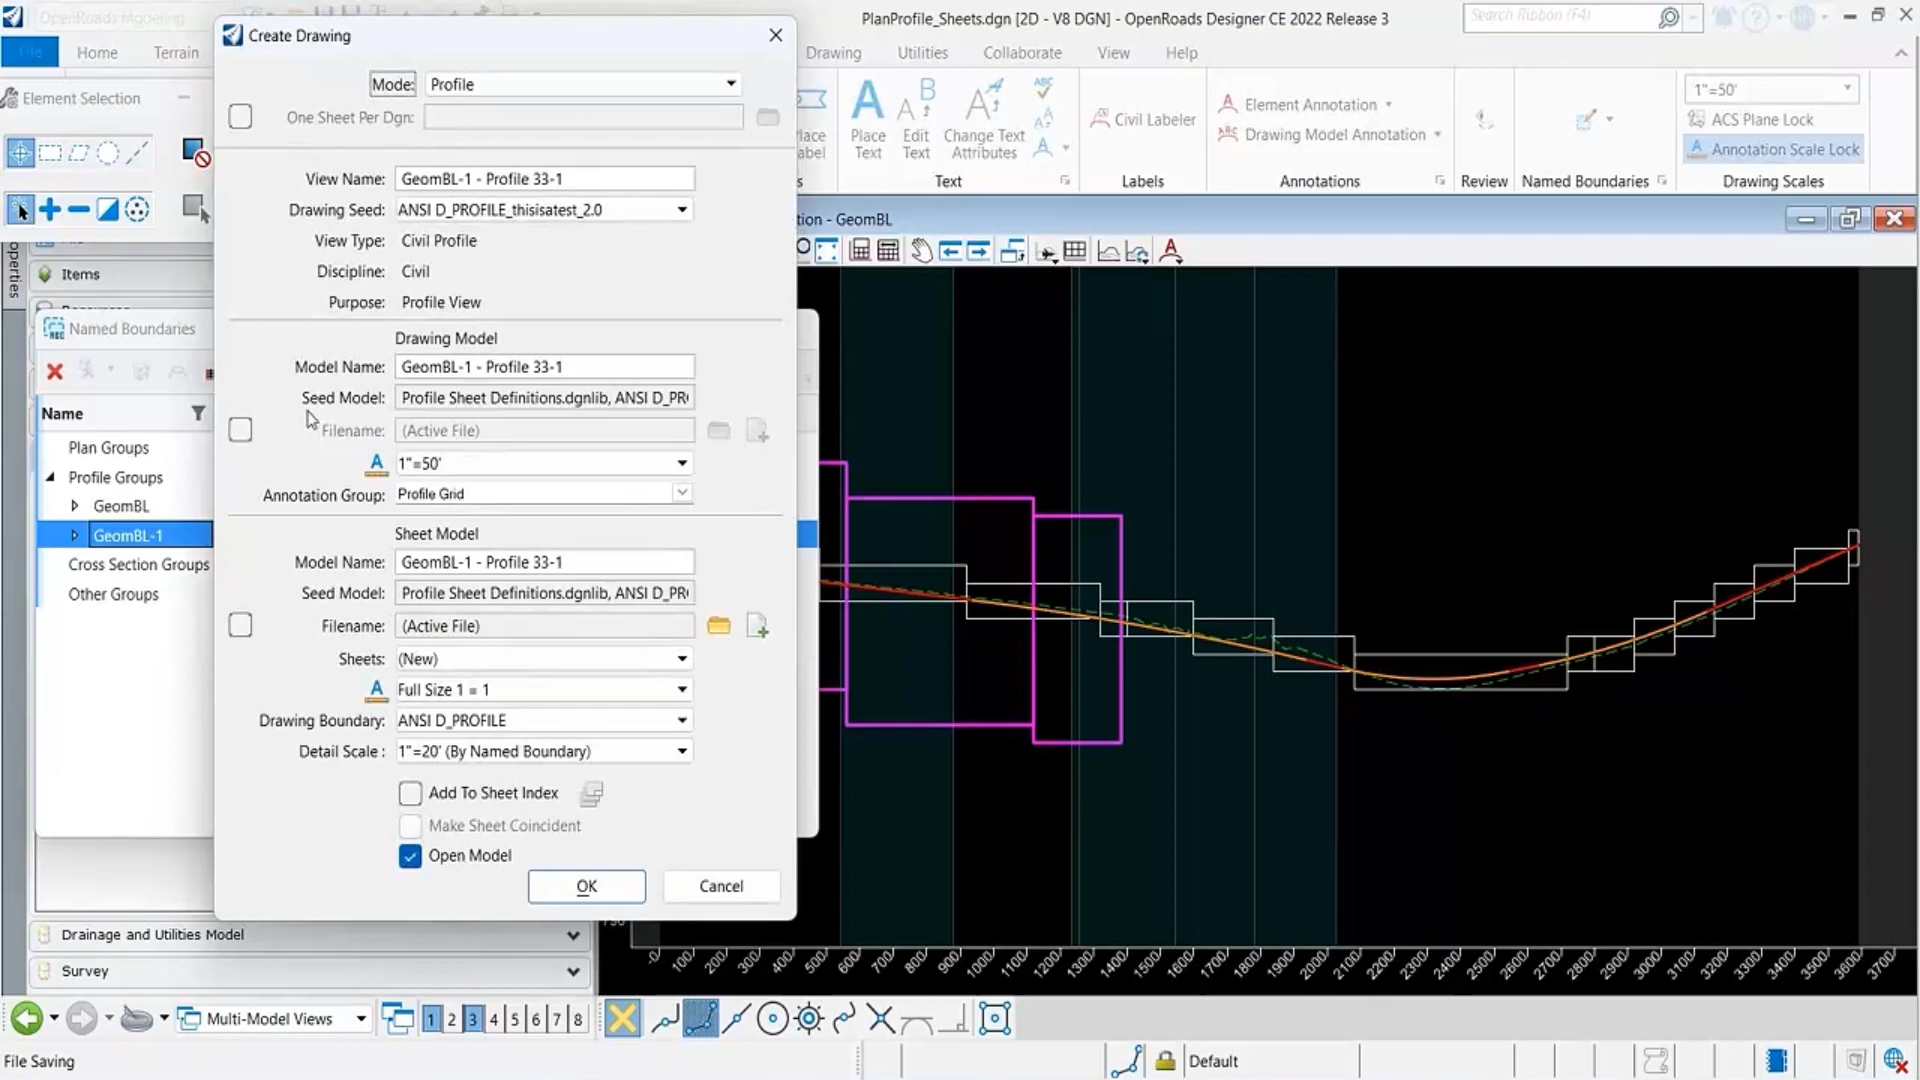 OpenRoads Modeling
PlanProfile_Sheets.dgn [2D - V8 DGN] - OpenRoads Designer CE 2022 Release 3
Search Ribbon (F4)
File
Home
Terrain
Drawing
Utilities
Collaborate
View
Help
Element Selection
Place
Text
Edit
Text
Change Text
Attributes
Text
Civil Labeler
Labels
Element Annotation
Drawing Model Annotation
Annotations
Review
Named Boundaries
1"=50'
ACS Plane Lock
Annotation Scale Lock
Drawing Scales
tion - GeomBL
Create Drawing
Mode:
Profile
One Sheet Per Dgn:
View Name:
GeomBL-1 - Profile 33-1
Drawing Seed:
ANSI D_PROFILE_thisisatest_2.0
View Type:
Civil Profile
Discipline:
Civil
Purpose:
Profile View
Drawing Model
Model Name:
GeomBL-1 - Profile 33-1
Seed Model:
Profile Sheet Definitions.dgnlib, ANSI D_PR
Filename:
(Active File)
1"=50'
Annotation Group:
Profile Grid
Sheet Model
Model Name:
GeomBL-1 - Profile 33-1
Seed Model:
Profile Sheet Definitions.dgnlib, ANSI D_PR
Filename:
(Active File)
Sheets:
(New)
Full Size 1 = 1
Drawing Boundary:
ANSI D_PROFILE
Detail Scale :
1"=20' (By Named Boundary)
Add To Sheet Index
Make Sheet Coincident
Open Model
OK
Cancel
operties
Items
Named Boundaries
Name
Plan Groups
Profile Groups
GeomBL
GeomBL-1
Cross Section Groups
Other Groups
Drainage and Utilities Model
Survey
-0 100 200 300 400 500 600 700 800 900 1000 1100 1200 1300 1400 1500 1600 1700 1800 1900 2000 2100 2200 2300 2400 2500 2600 2700 2800 2900 3000 3100 3200 3300 3400 3500 3600 3700
Multi-Model Views
1 2 3 4 5 6 7 8
File Saving
Default